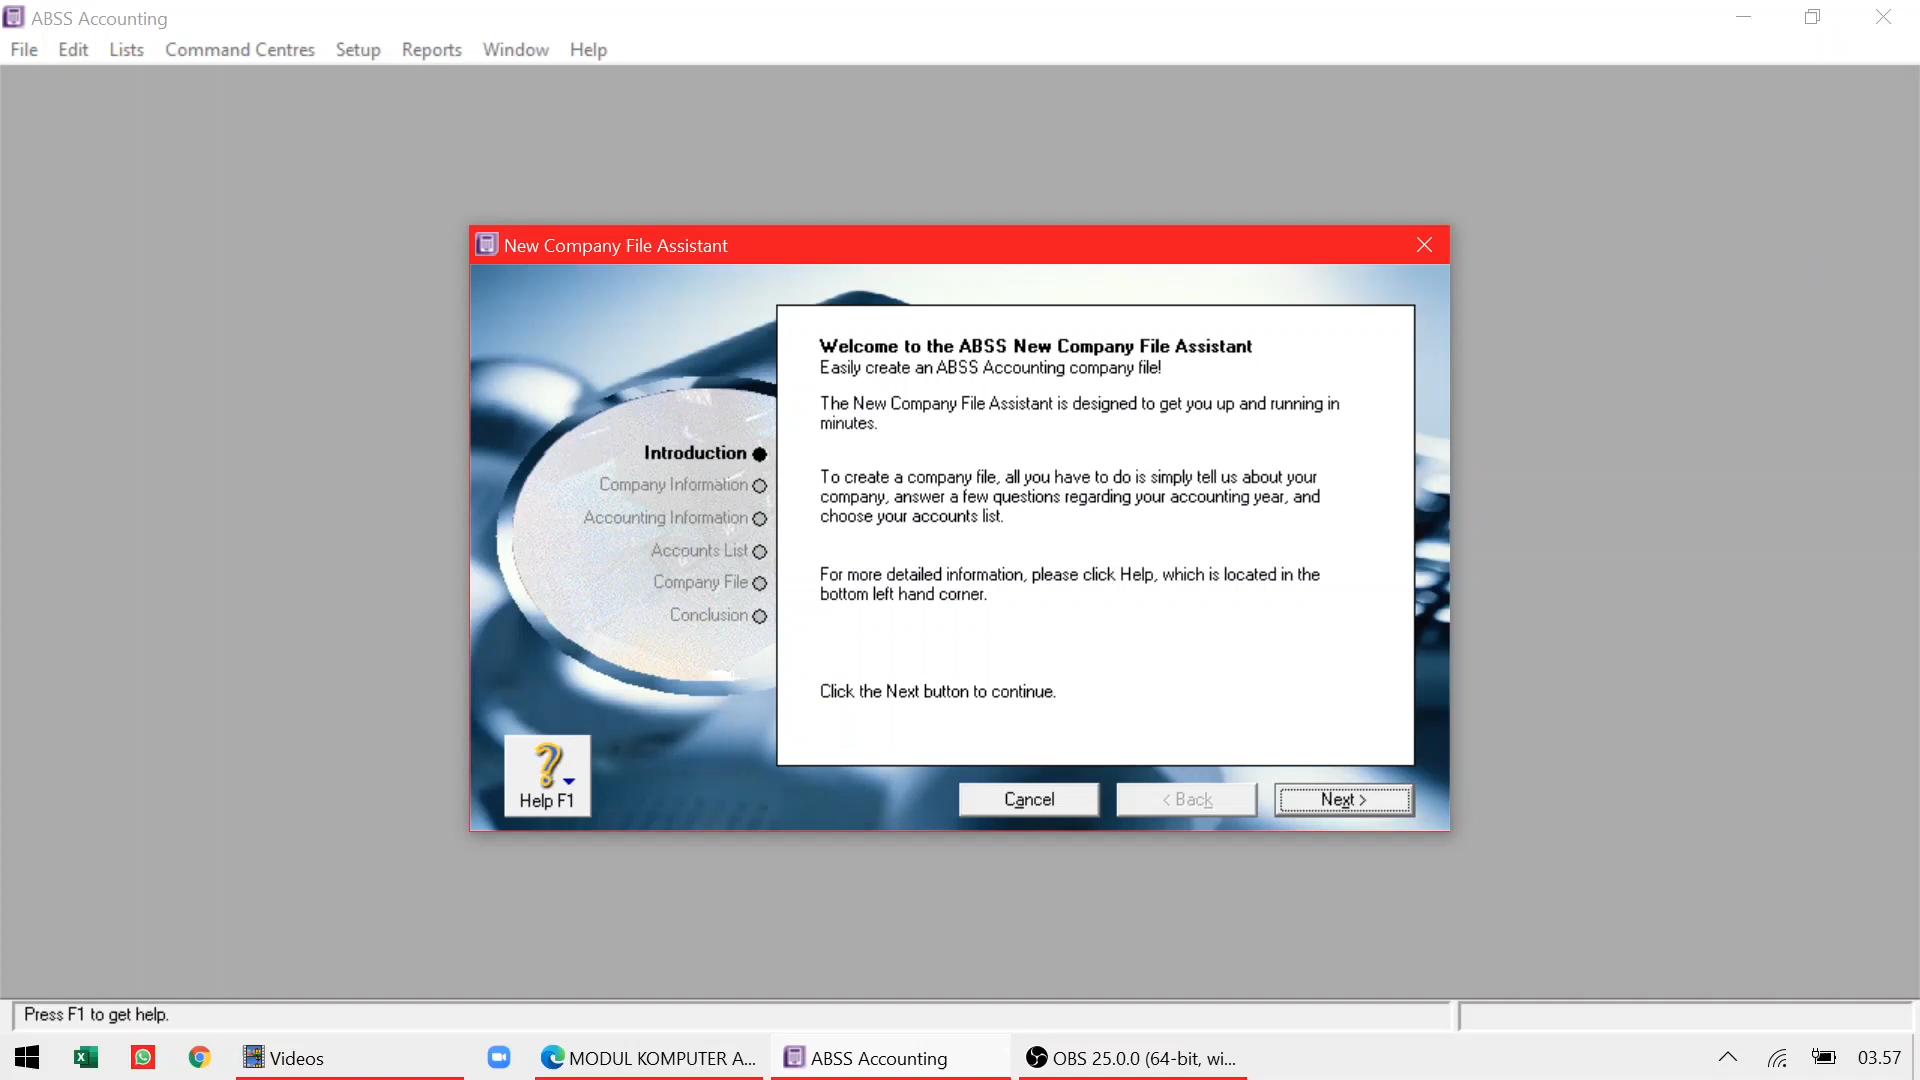 ABSS Accounting
File Edit Lists Command Centres Setup Reports Window Help
New Company File Assistant
Welcome to the ABSS New Company File Assistant
Easily create an ABSS Accounting company file!
The New Company File Assistant is designed to get you up and running in
minutes.
To create a company file, all you have to do is simply tell us about your
company, answer a few questions regarding your accounting year, and
choose your accounts list.
For more detailed information, please click Help, which is located in the
bottom left hand corner.
Click the Next button to continue.
Introduction
Company Information
Accounting Information
Accounts List
Company File
Conclusion
Help F1
Cancel
< Back
Next >
Press F1 to get help.
Videos
MODUL KOMPUTER A...
ABSS Accounting
OBS 25.0.0 (64-bit, wi...
03.57